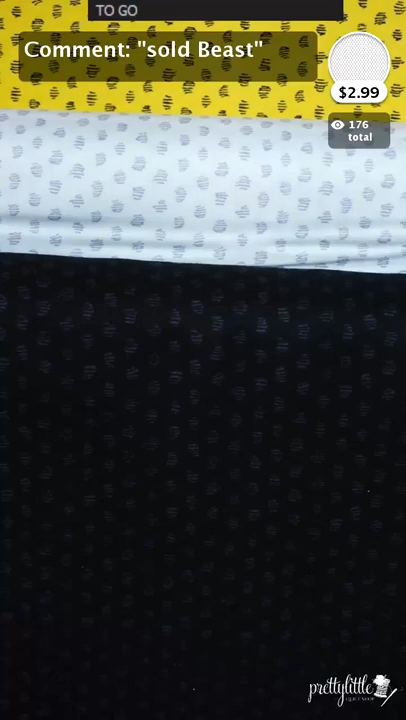 TO GO
Comment: "sold Beast"
$2.99
176
total
prettylittle